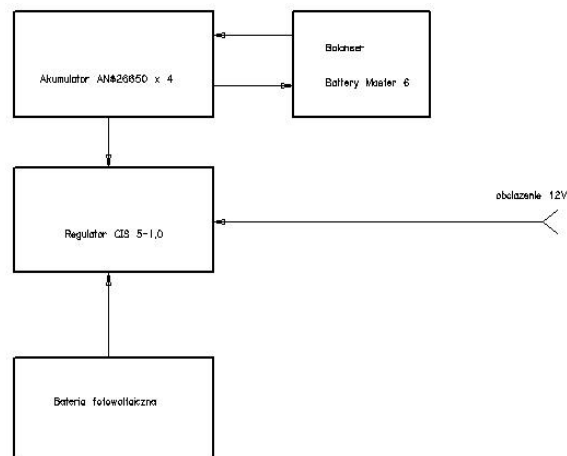 Balanser
Akumulator AN#26650 x 4
Battery Master 6
obciazenie 12V
Regulator CIS 5-1,0
Bateria fotowoltaiczna